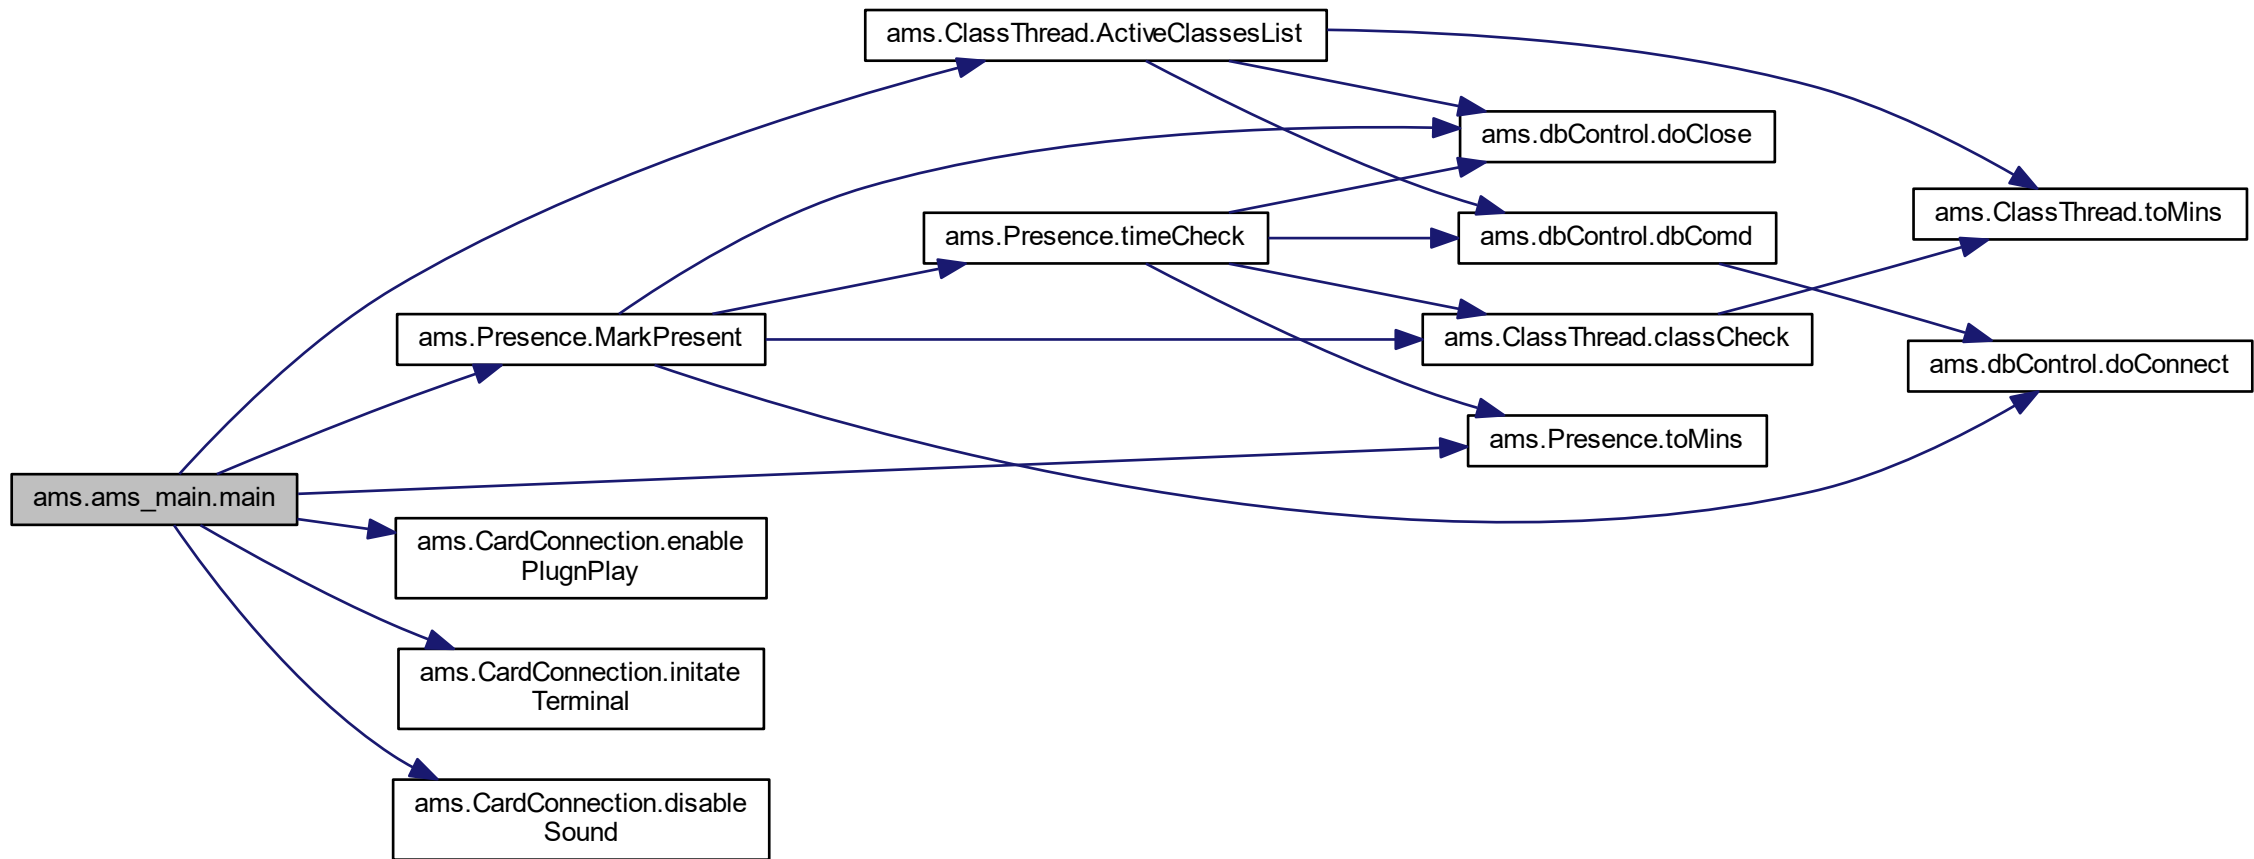 ams.ClassThread.ActiveClassesList
ams.dbControl.doClose
ams.ClassThread.toMins
ams.Presence.timeCheck
ams.dbControl.dbComd
ams.Presence.MarkPresent
ams.ClassThread.classCheck
ams.dbControl.doConnect
ams.Presence.toMins
ams.ams_main.main
ams.CardConnection.enable
PlugnPlay
ams.CardConnection.initate
Terminal
ams.CardConnection.disable
Sound